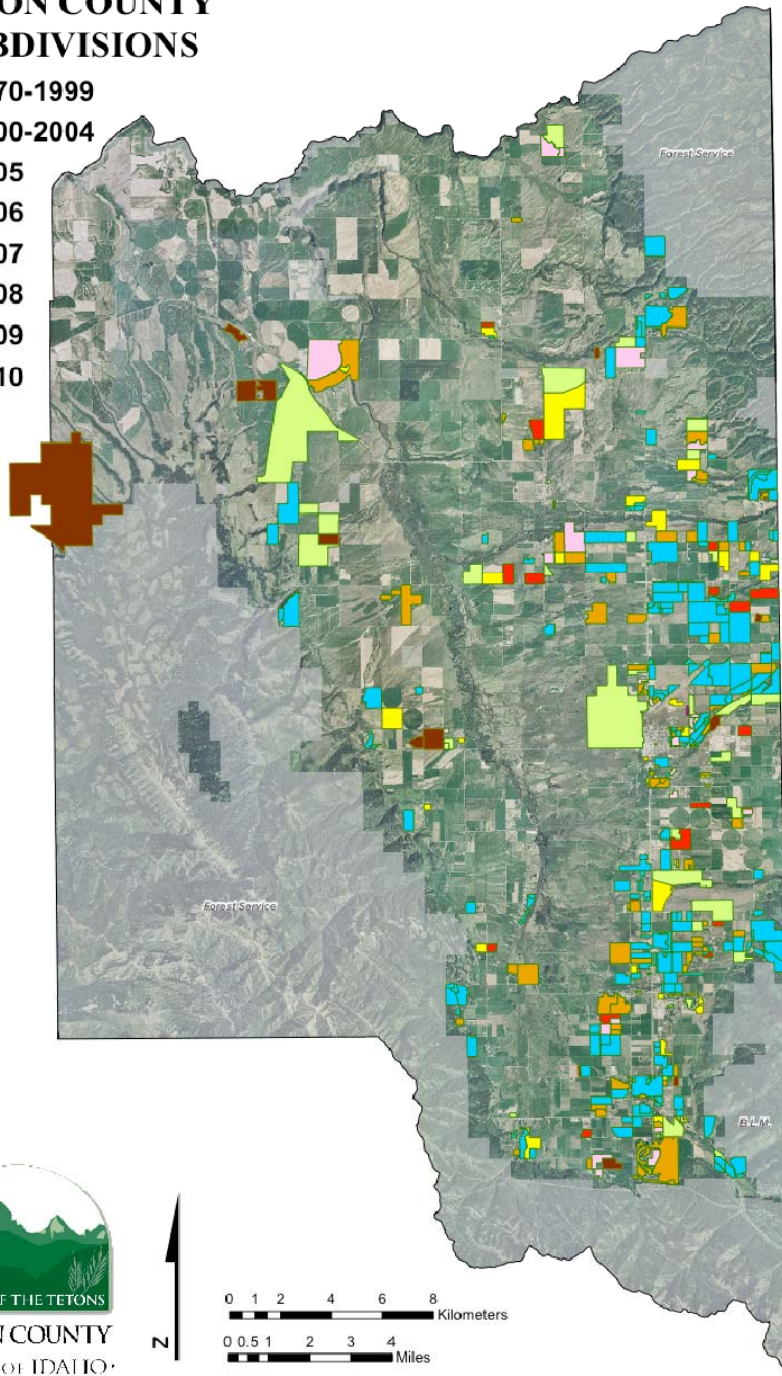 ON COUNTY
BDIVISIONS
70-1999
00-2004
05
06
07
08
09
10
Forest Service
Forest Service
B.L.M.
F THE TETONS
N COUNTY
OF IDAHO·
N
0 1 2 4 6 8
Kilometers
0 0.5 1 2 3 4
Miles